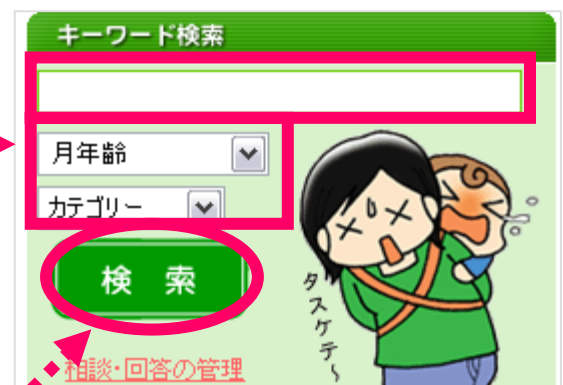 キーワード検索
月年齢
カテゴリー
検 索
タスケテ～
相談・回答の管理